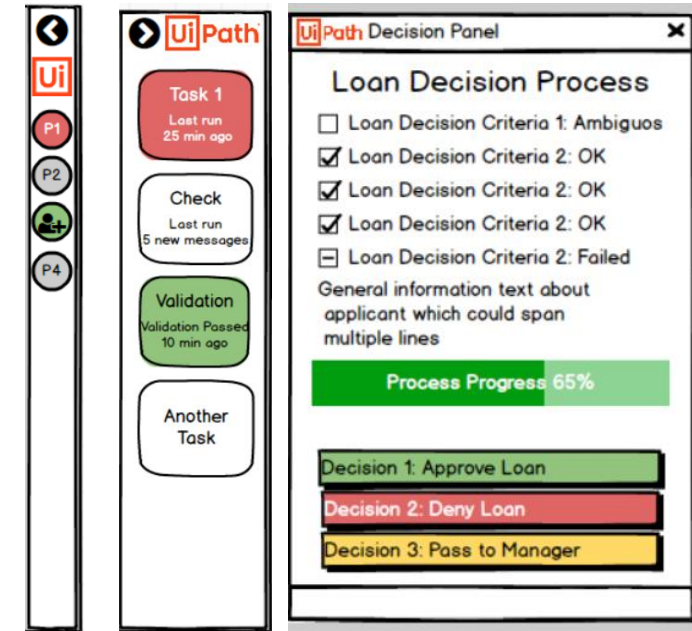 Ui
P1
P2
P4
UiPath
Task 1
Last run
25 min ago
Check
Last run
5 new messages
Validation
Validation Passed
10 min ago
Another
Task
UiPath Decision Panel
Loan Decision Process
Loan Decision Criteria 1: Ambiguos
Loan Decision Criteria 2: OK
Loan Decision Criteria 2: OK
Loan Decision Criteria 2: OK
Loan Decision Criteria 2: Failed
General information text about
applicant which could span
multiple lines
Process Progress 65%
Decision 1: Approve Loan
Decision 2: Deny Loan
Decision 3: Pass to Manager